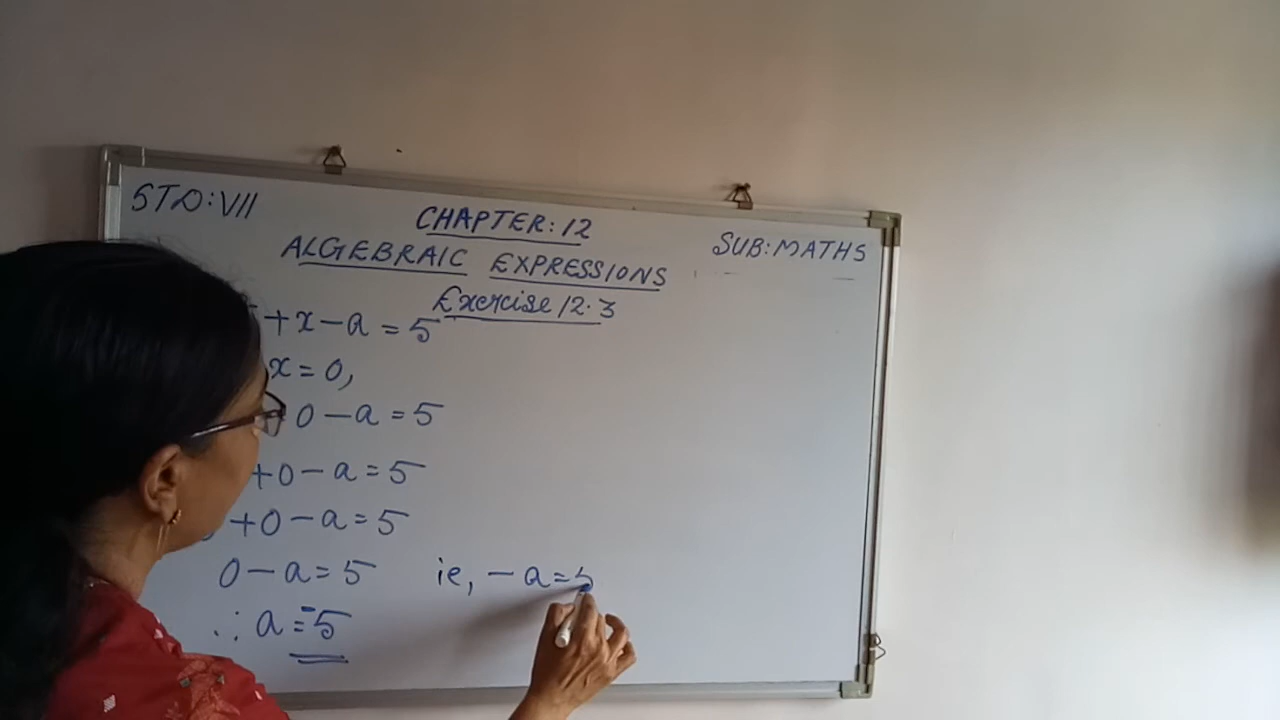 STD:VII
CHAPTER:12
SUB:MATHS
ALGEBRAIC EXPRESSIONS
Exercise 12.3
+x-a=5
x=0,
0-a=5
+0-a=5
+0-a=5
0-a=5 ie, -a=5
∴a=-5